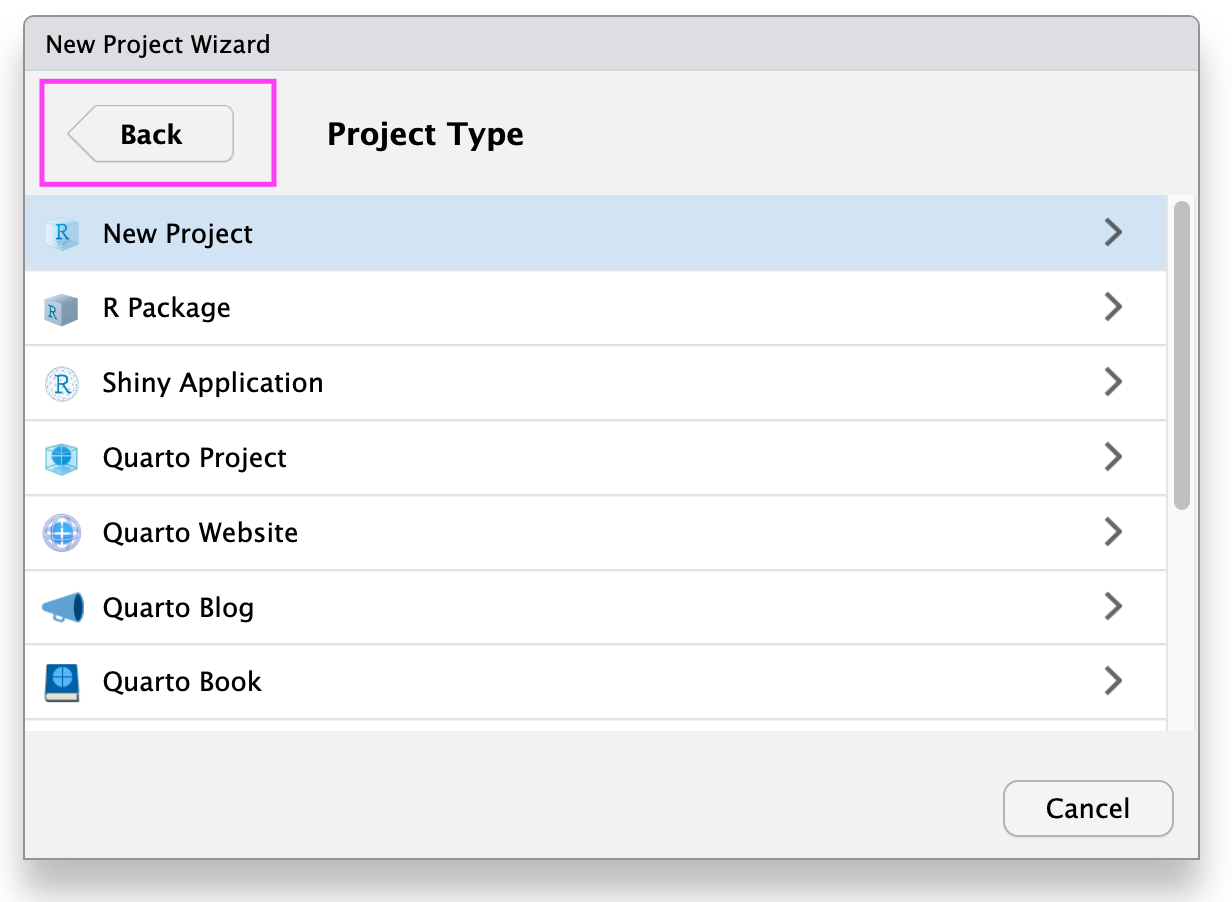 New Project Wizard
Back
Project Type
R
New Project
R
R Package
R
Shiny Application
Quarto Project
Quarto Website
Quarto Blog
Quarto Book
Cancel